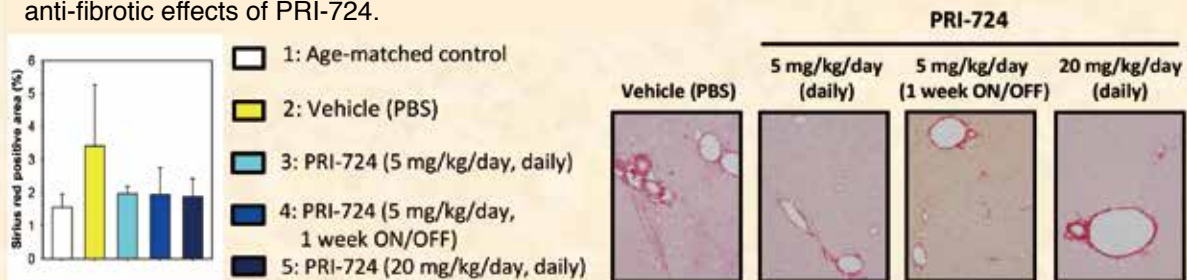 anti-fibrotic effects of PRI-724.
Sirius red positive area (%)
6
5
4
3
2
1
0
1: Age-matched control
2: Vehicle (PBS)
3: PRI-724 (5 mg/kg/day, daily)
4: PRI-724 (5 mg/kg/day,
1 week ON/OFF)
5: PRI-724 (20 mg/kg/day, daily)
PRI-724
Vehicle (PBS)
5 mg/kg/day
(daily)
5 mg/kg/day
(1 week ON/OFF)
20 mg/kg/day
(daily)